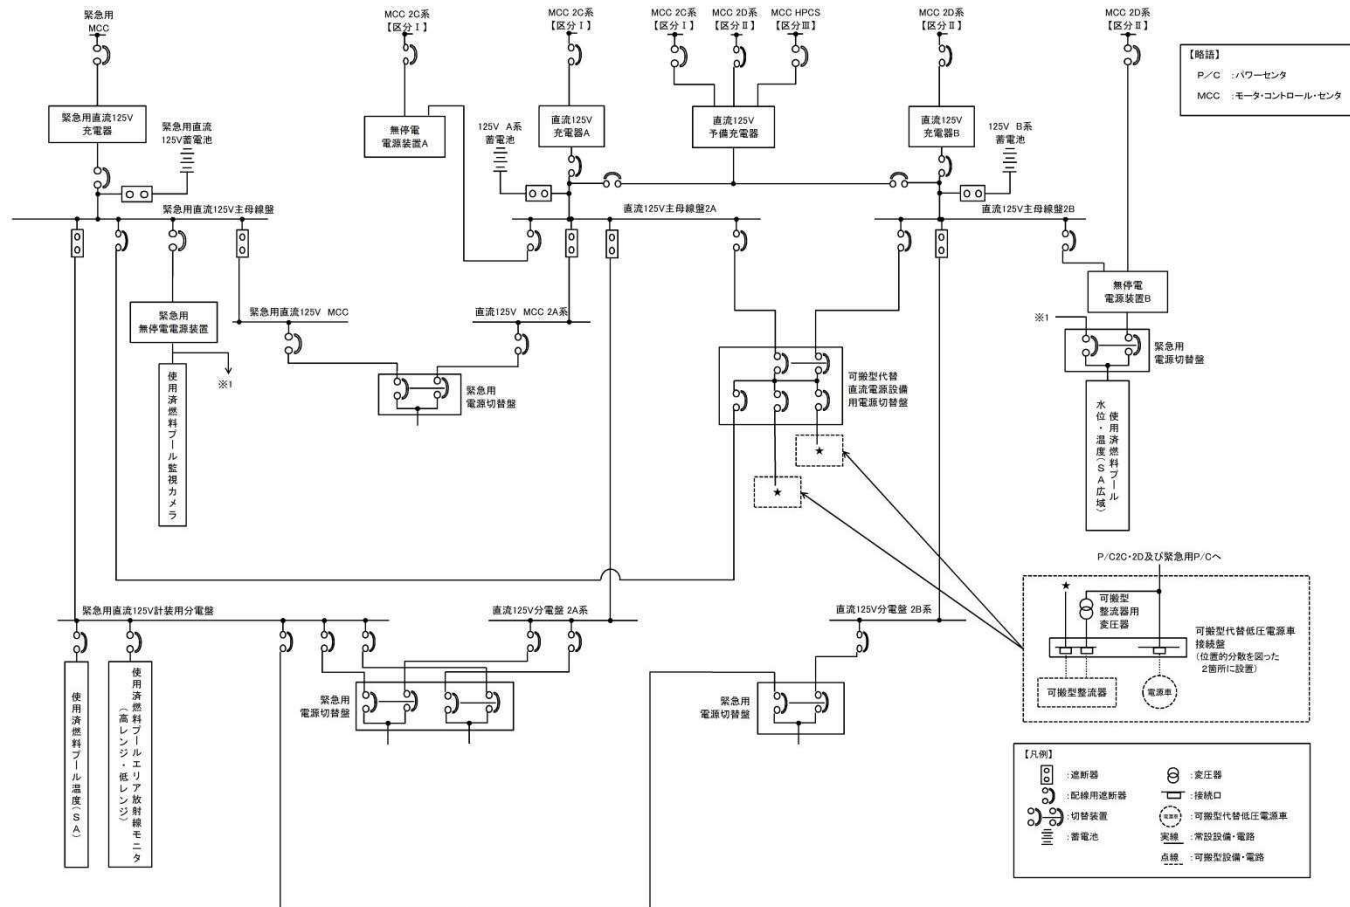 緊急用
MCC
MCC 2C系
【区分Ⅰ】
MCC 2C系
【区分Ⅰ】
MCC 2C系
【区分Ⅰ】
MCC 2D系
【区分Ⅱ】
MCC HPCS
【区分Ⅲ】
MCC 2D系
【区分Ⅱ】
MCC 2D系
【区分Ⅱ】
【略語】
P/C :パワーセンタ
MCC :モータ・コントロール・センタ
緊急用直流125V
充電器
緊急用直流
125V蓄電池
無停電
電源装置A
直流125V
充電器A
125V A系
蓄電池
直流125V
予備充電器
直流125V
充電器B
125V B系
蓄電池
緊急用直流125V主母線盤
直流125V主母線盤2A
直流125V主母線盤2B
無停電
電源装置B
緊急用
無停電電源装置
緊急用直流125V MCC
直流125V MCC 2A系
※1
緊急用
電源切替盤
※1
緊急用
電源切替盤
可搬型代替
直流電源設備
用電源切替盤
使用済燃料プール監視カメラ
使用済燃料プール
水位・温度(SA広域)
★
★
P/C2C・2D及び緊急用P/Cへ
★
可搬型
整流器用
変圧器
可搬型代替低圧電源車
接続盤
(位置的分散を図った
2箇所に設置)
可搬型整流器
電源車
緊急用直流125V計装用分電盤
直流125V分電盤 2A系
直流125V分電盤 2B系
緊急用
電源切替盤
緊急用
電源切替盤
使用済燃料プール温度(SA)
使用済燃料プールエリア放射線モニタ
(高レンジ・低レンジ)
【凡例】
:遮断器
:変圧器
:配線用遮断器
:接続口
:切替装置
電源車
:可搬型代替低圧電源車
:蓄電池
実線 :常設設備・電路
点線 :可搬型設備・電路